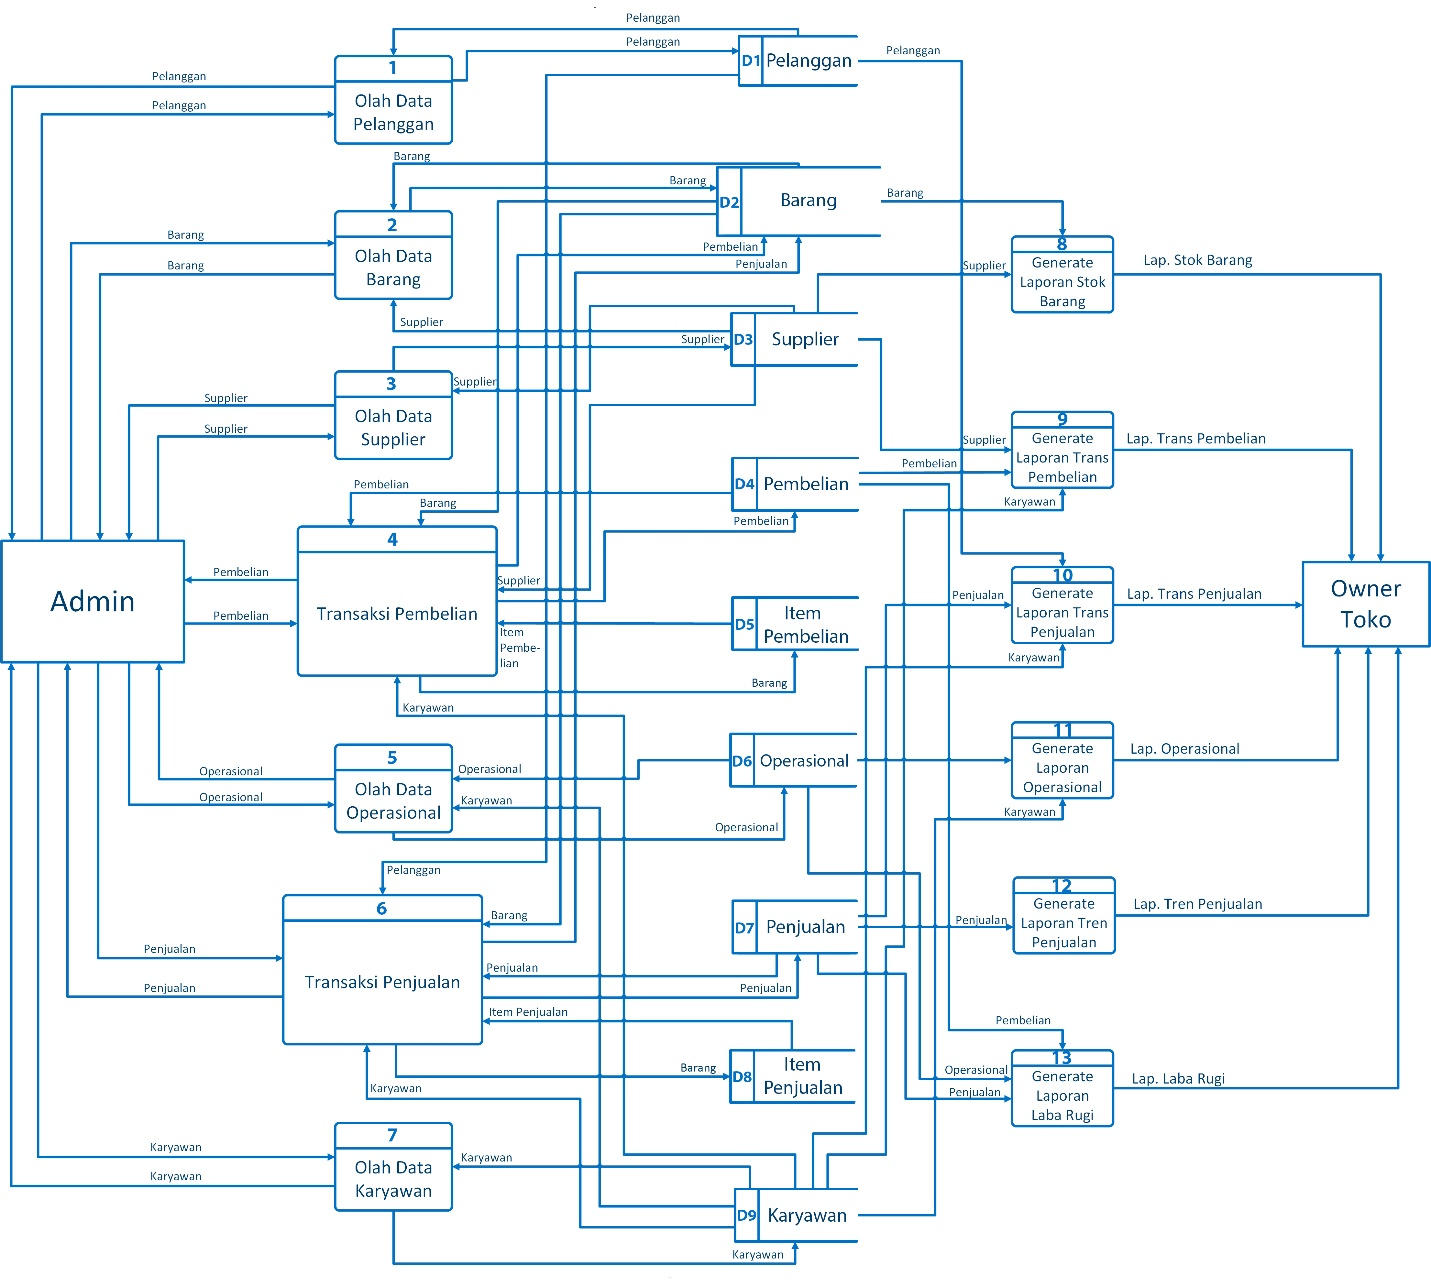 Pelanggan
Pelanggan
Pelanggan
Pelanggan
Pelanggan
1
Olah Data
Pelanggan
D1
Pelanggan
Barang
Barang
Barang
2
Olah Data
Barang
Barang
Barang
D2
Barang
Pembelian
Penjualan
8
Generate
Laporan Stok
Barang
Lap. Stok Barang
Supplier
Supplier
Supplier
D3
Supplier
Supplier
3
Olah Data
Supplier
Supplier
Supplier
Supplier
9
Generate
Laporan Trans
Pembelian
Lap. Trans Pembelian
Pembelian
Karyawan
Pembelian
Barang
D4
Pembelian
Pembelian
4
Transaksi Pembelian
Pembelian
Pembelian
Admin
Supplier
Item
Pembe-
lian
D5
Item
Pembelian
Barang
Karyawan
Penjualan
10
Generate
Laporan Trans
Penjualan
Lap. Trans Penjualan
Karyawan
Owner
Toko
5
Olah Data
Operasional
Operasional
Operasional
Operasional
Karyawan
Operasional
D6
Operasional
11
Generate
Laporan
Operasional
Lap. Operasional
Karyawan
Pelanggan
6
Transaksi Penjualan
Barang
Penjualan
Penjualan
Penjualan
Penjualan
Item Penjualan
D7
Penjualan
Penjualan
12
Generate
Laporan Tren
Penjualan
Lap. Tren Penjualan
Barang
D8
Item
Penjualan
Karyawan
Pembelian
Operasional
Penjualan
13
Generate
Laporan
Laba Rugi
Lap. Laba Rugi
7
Olah Data
Karyawan
Karyawan
Karyawan
Karyawan
D9
Karyawan
Karyawan